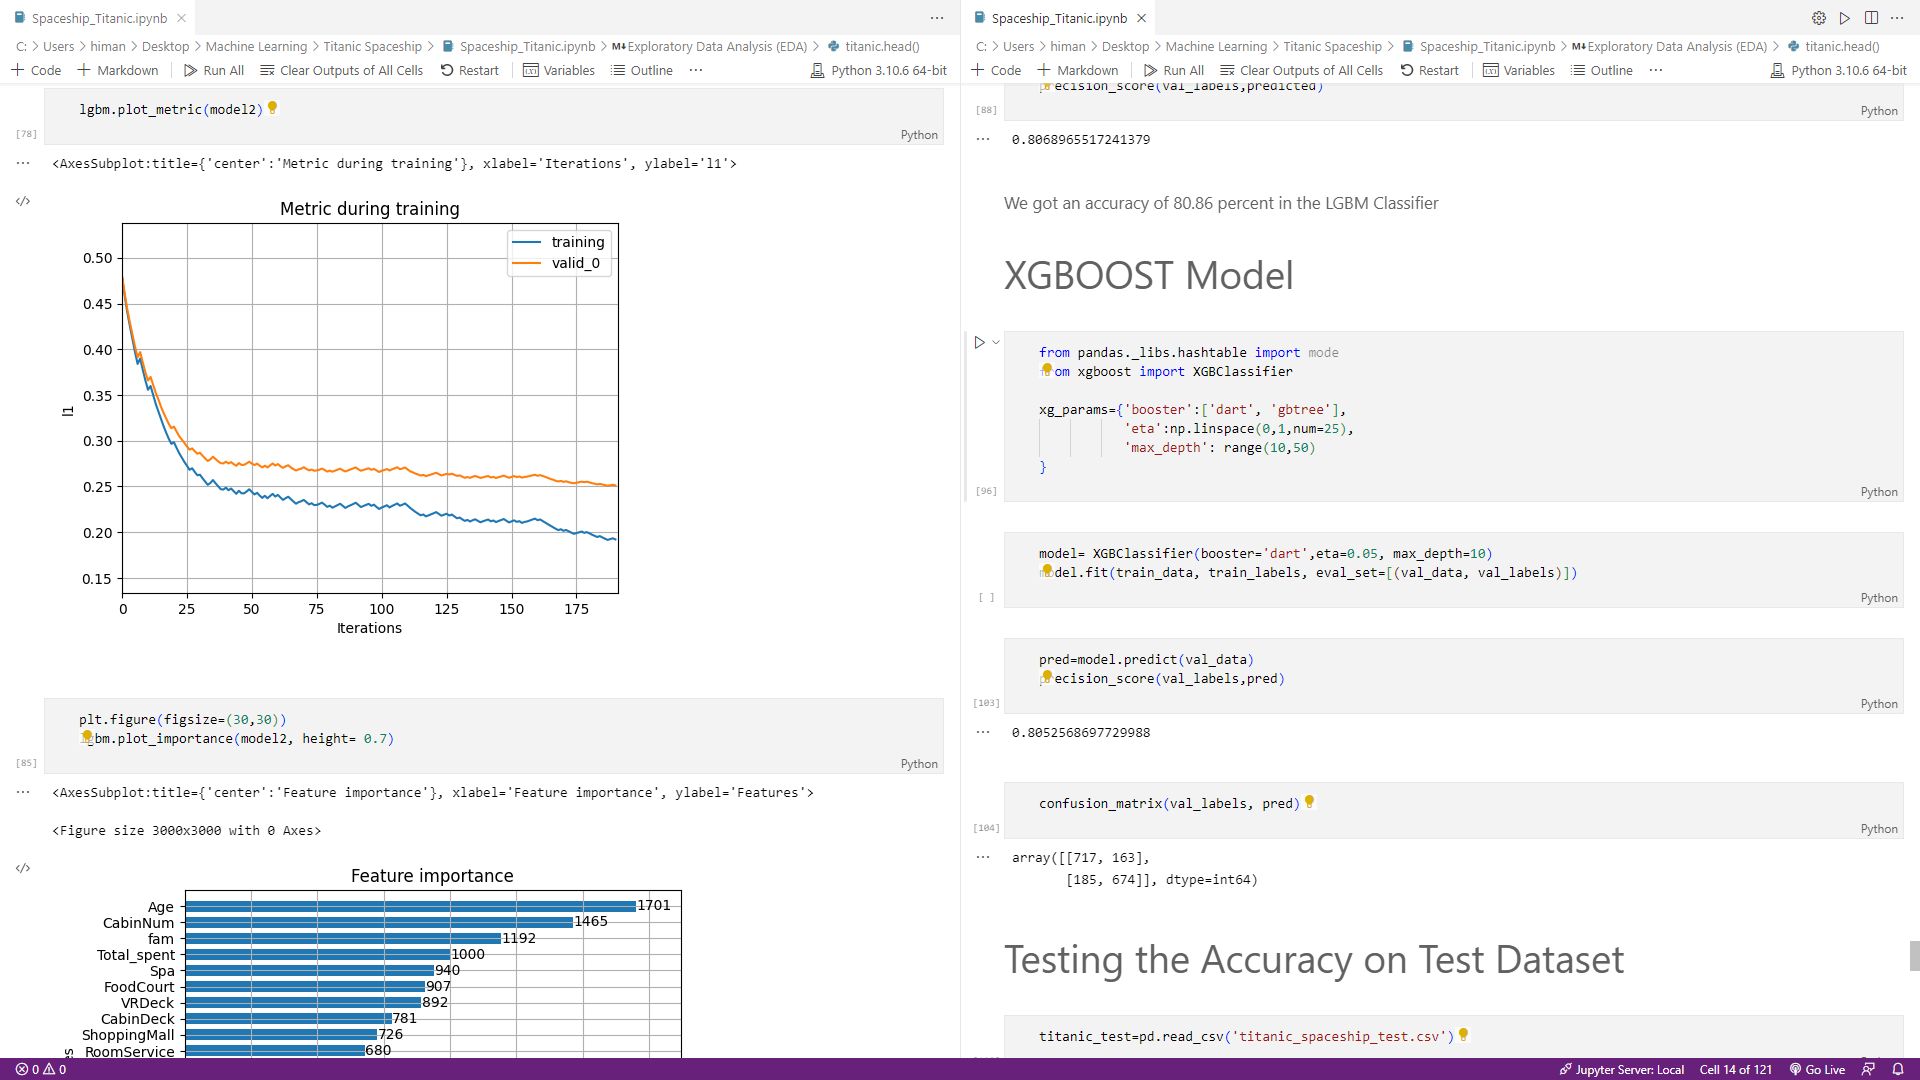 Spaceship_Titanic.ipynb
C: > Users > himan > Desktop > Machine Learning > Titanic Spaceship > Spaceship_Titanic.ipynb > M↓Exploratory Data Analysis (EDA) > titanic.head()
+ Code + Markdown Run All Clear Outputs of All Cells Restart Variables Outline ... Python 3.10.6 64-bit
lgbm.plot_metric(model2)
[78]
Python
<AxesSubplot:title={'center':'Metric during training'}, xlabel='Iterations', ylabel='l1'>
Metric during training
training
valid_0
0.50
0.45
0.40
0.35
0.30
0.25
0.20
0.15
l1
0 25 50 75 100 125 150 175
Iterations
plt.figure(figsize=(30,30))
lgbm.plot_importance(model2, height= 0.7)
[85]
Python
<AxesSubplot:title={'center':'Feature importance'}, xlabel='Feature importance', ylabel='Features'>
<Figure size 3000x3000 with 0 Axes>
Feature importance
Age 1701
CabinNum 1465
fam 1192
Total_spent 1000
Spa 940
FoodCourt 907
VRDeck 892
CabinDeck 781
ShoppingMall 726
RoomService 680
Spaceship_Titanic.ipynb
C: > Users > himan > Desktop > Machine Learning > Titanic Spaceship > Spaceship_Titanic.ipynb > M↓Exploratory Data Analysis (EDA) > titanic.head()
+ Code + Markdown Run All Clear Outputs of All Cells Restart Variables Outline ... Python 3.10.6 64-bit
precision_score(val_labels,predicted)
[88]
Python
0.8068965517241379
We got an accuracy of 80.86 percent in the LGBM Classifier
XGBOOST Model
from pandas._libs.hashtable import mode
from xgboost import XGBClassifier
xg_params={'booster':['dart', 'gbtree'],
'eta':np.linspace(0,1,num=25),
'max_depth': range(10,50)
}
[96]
Python
model= XGBClassifier(booster='dart',eta=0.05, max_depth=10)
model.fit(train_data, train_labels, eval_set=[(val_data, val_labels)])
[ ]
Python
pred=model.predict(val_data)
precision_score(val_labels,pred)
[103]
Python
0.8052568697729988
confusion_matrix(val_labels, pred)
[104]
Python
array([[717, 163],
[185, 674]], dtype=int64)
Testing the Accuracy on Test Dataset
titanic_test=pd.read_csv('titanic_spaceship_test.csv')
0 0
Jupyter Server: Local Cell 14 of 121 Go Live